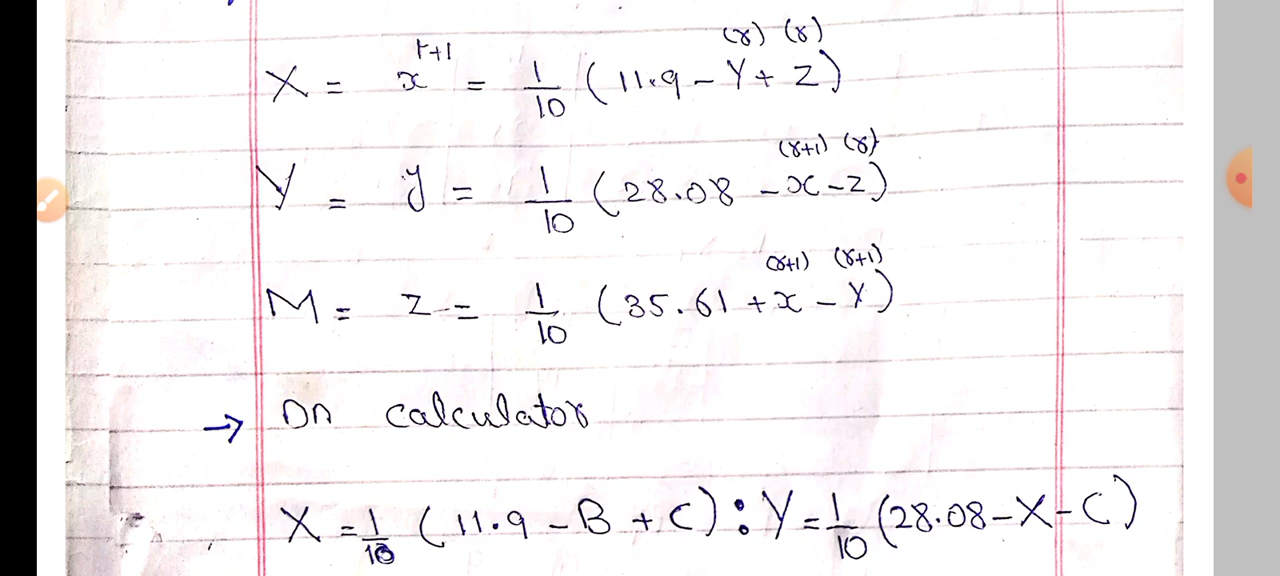 (r) (r)
X = x^{r+1} = 1/10 (11.9 - Y + Z)
(r+1) (r)
Y = y = 1/10 (28.08 - x - z)
(r+1) (r+1)
M = z = 1/10 (35.61 + x - Y)
→ On calculator
X = 1/10 (11.9 - B + C) : Y = 1/10 (28.08 - X - C)